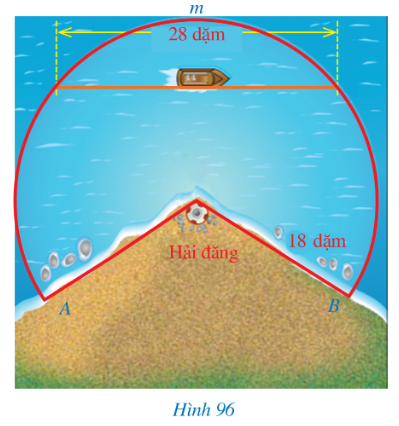 m
28 dặm
Hải đăng
18 dặm
A
B
Hình 96